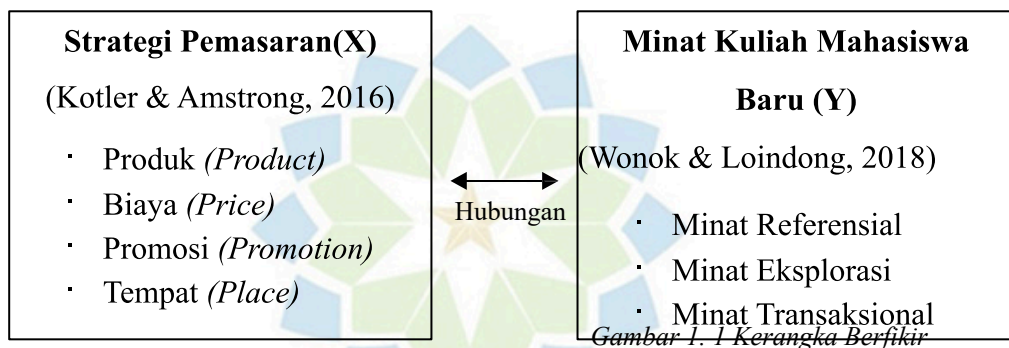 Strategi Pemasaran(X)
(Kotler & Amstrong, 2016)
· Produk (Product)
· Biaya (Price)
· Promosi (Promotion)
· Tempat (Place)
Hubungan
Minat Kuliah Mahasiswa
Baru (Y)
(Wonok & Loindong, 2018)
· Minat Referensial
· Minat Eksplorasi
· Minat Transaksional
Gambar 1. 1 Kerangka Berfikir